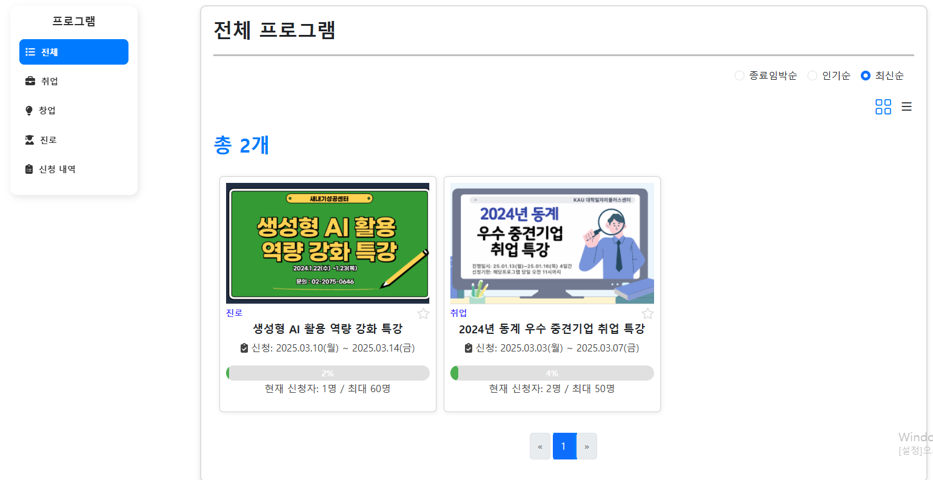 프로그램
전체
취업
창업
진로
신청 내역
전체 프로그램
종료임박순 인기순 최신순
총 2개
새내기성공센터
생성형 AI 활용
역량 강화 특강
2024.1.22(수) ~1.23(목)
문의 : 02-2075-0646
진로
생성형 AI 활용 역량 강화 특강
신청: 2025.03.10(월) ~ 2025.03.14(금)
2%
현재 신청자: 1명 / 최대 60명
KAU 대학일자리플러스센터
2024년 동계
우수 중견기업
취업 특강
진행일시: 25.01.13(월)~25.01.16(목) 4일간
신청기한: 해당프로그램 당일 오전 11시까지
취업
2024년 동계 우수 중견기업 취업 특강
신청: 2025.03.03(월) ~ 2025.03.07(금)
4%
현재 신청자: 2명 / 최대 50명
« 1 »
Windc
[설정]으